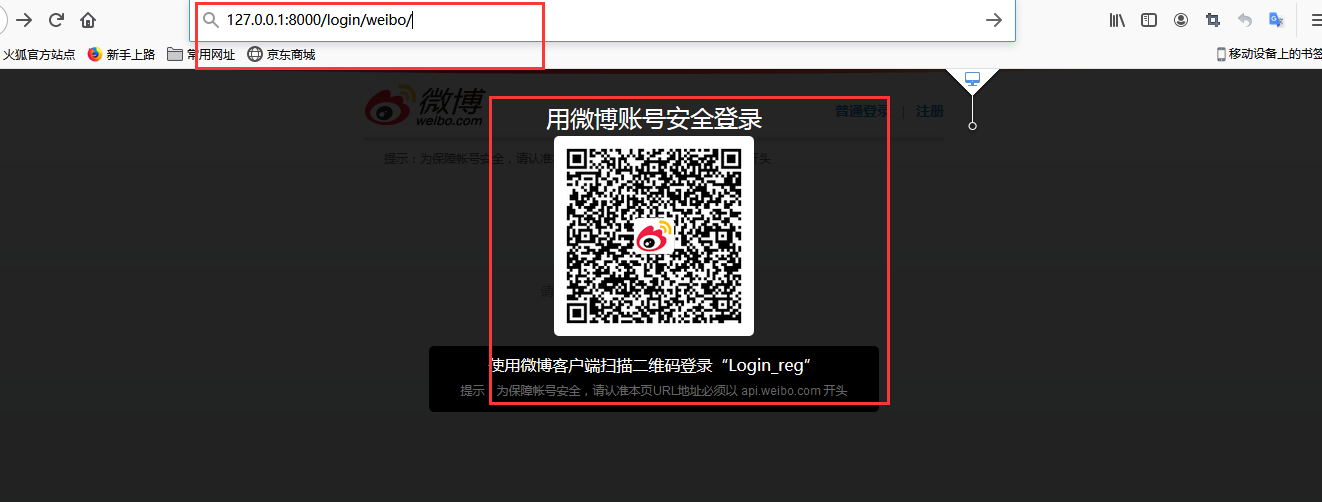 127.0.0.1:8000/login/weibo/
火狐官方站点 新手上路 常用网址 京东商城 移动设备上的书签
微博
weibo.com
普通登录 | 注册
用微博账号安全登录
提示：为保障帐号安全，请认准 开头
使用微博客户端扫描二维码登录“Login_reg”
提示：为保障帐号安全，请认准本页URL地址必须以 api.weibo.com 开头